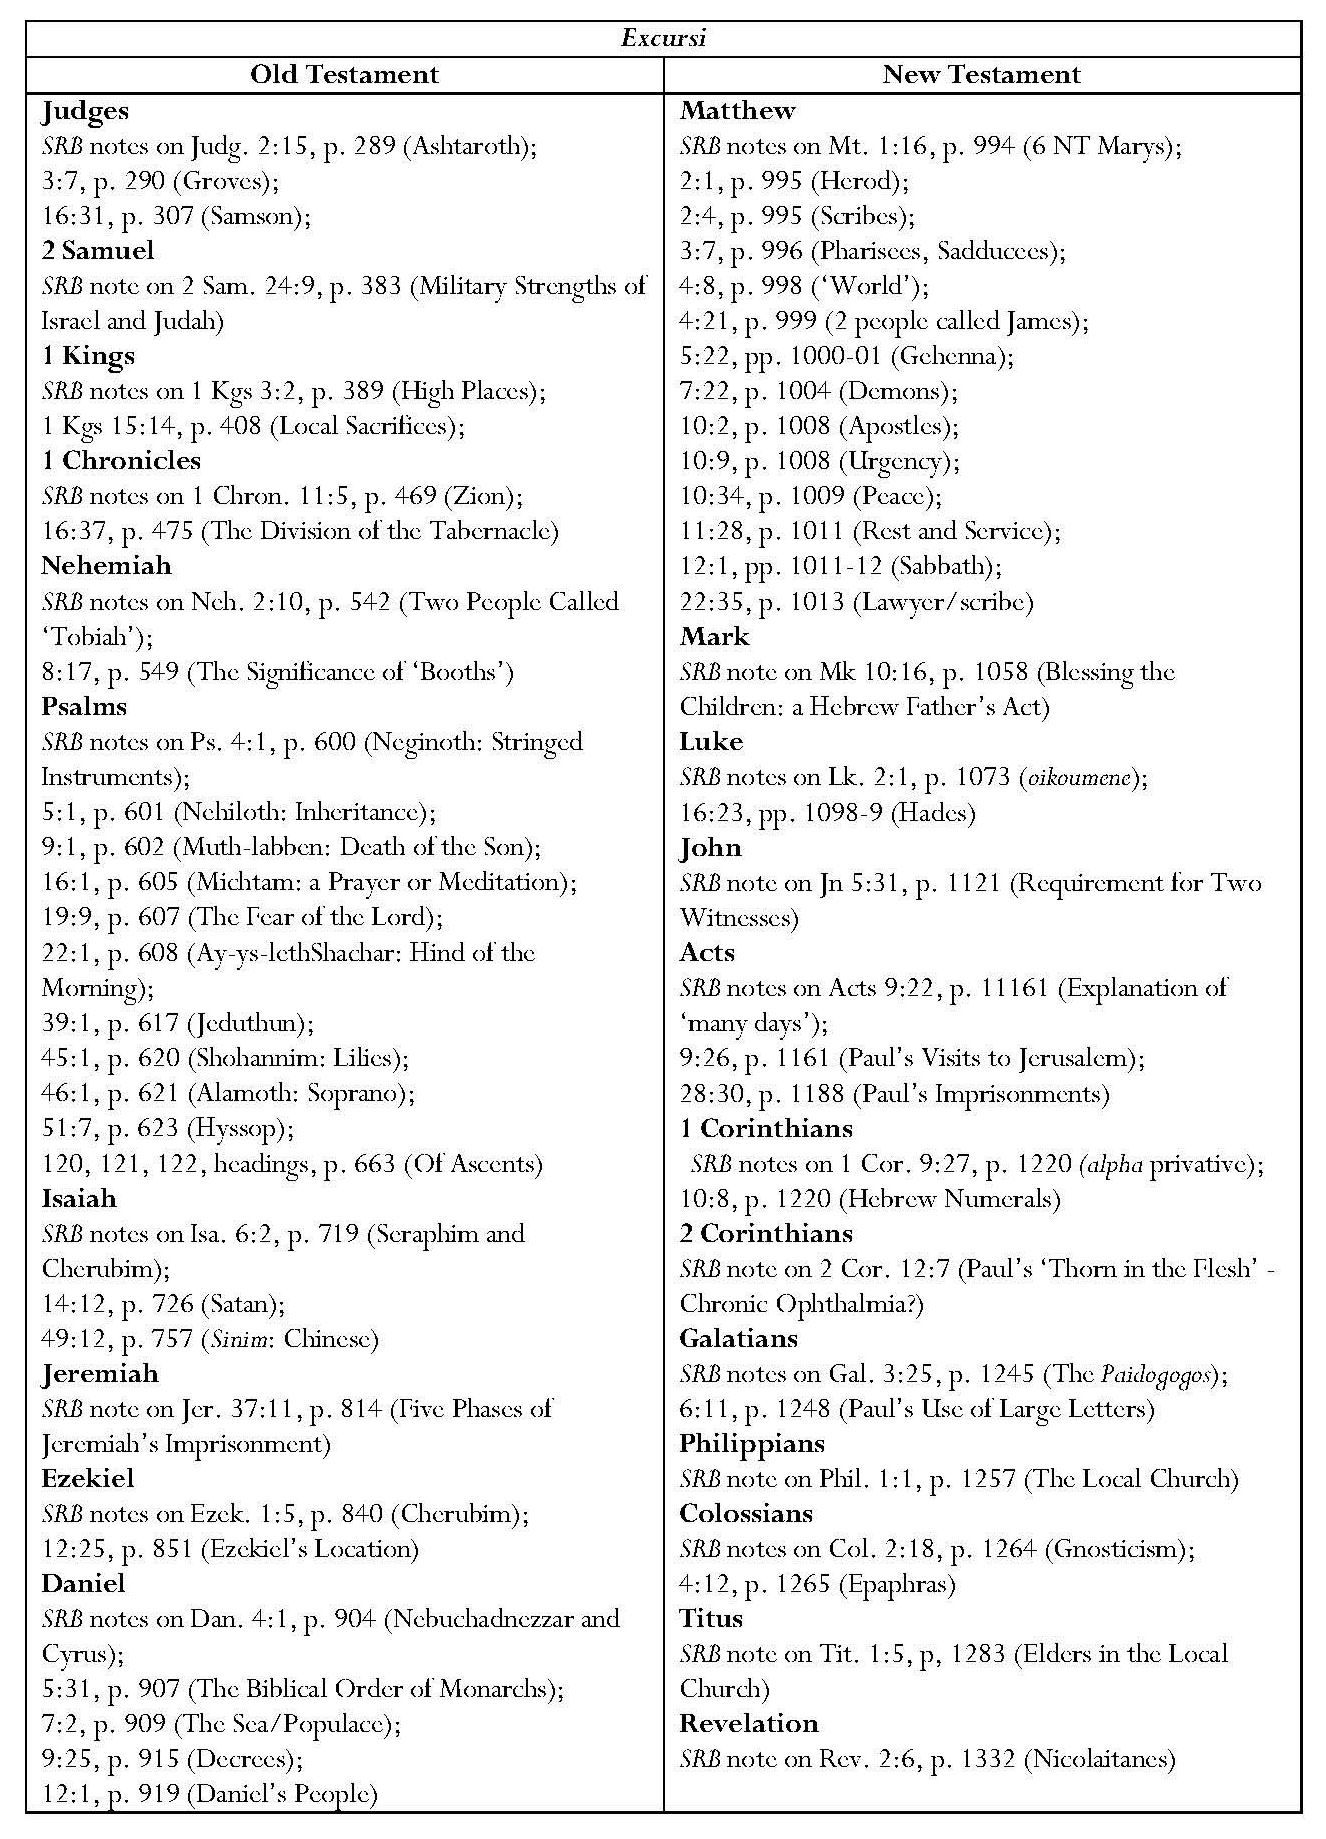 Excursi
Old Testament
Judges
SRB notes on Judg. 2:15, p. 289 (Ashtaroth);
3:7, p. 290 (Groves);
16:31, p. 307 (Samson);
2 Samuel
SRB note on 2 Sam. 24:9, p. 383 (Military Strengths of
Israel and Judah)
1 Kings
SRB notes on 1 Kgs 3:2, p. 389 (High Places);
1 Kgs 15:14, p. 408 (Local Sacrifices);
1 Chronicles
SRB notes on 1 Chron. 11:5, p. 469 (Zion);
16:37, p. 475 (The Division of the Tabernacle)
Nehemiah
SRB notes on Neh. 2:10, p. 542 (Two People Called
‘Tobiah’);
8:17, p. 549 (The Significance of ‘Booths’)
Psalms
SRB notes on Ps. 4:1, p. 600 (Neginoth: Stringed
Instruments);
5:1, p. 601 (Nehiloth: Inheritance);
9:1, p. 602 (Muth-labben: Death of the Son);
16:1, p. 605 (Michtam: a Prayer or Meditation);
19:9, p. 607 (The Fear of the Lord);
22:1, p. 608 (Ay-ys-lethShachar: Hind of the
Morning);
39:1, p. 617 (Jeduthun);
45:1, p. 620 (Shohannim: Lilies);
46:1, p. 621 (Alamoth: Soprano);
51:7, p. 623 (Hyssop);
120, 121, 122, headings, p. 663 (Of Ascents)
Isaiah
SRB notes on Isa. 6:2, p. 719 (Seraphim and
Cherubim);
14:12, p. 726 (Satan);
49:12, p. 757 (Sinim: Chinese)
Jeremiah
SRB note on Jer. 37:11, p. 814 (Five Phases of
Jeremiah’s Imprisonment)
Ezekiel
SRB notes on Ezek. 1:5, p. 840 (Cherubim);
12:25, p. 851 (Ezekiel’s Location)
Daniel
SRB notes on Dan. 4:1, p. 904 (Nebuchadnezzar and
Cyrus);
5:31, p. 907 (The Biblical Order of Monarchs);
7:2, p. 909 (The Sea/Populace);
9:25, p. 915 (Decrees);
12:1, p. 919 (Daniel’s People)
New Testament
Matthew
SRB notes on Mt. 1:16, p. 994 (6 NT Marys);
2:1, p. 995 (Herod);
2:4, p. 995 (Scribes);
3:7, p. 996 (Pharisees, Sadducees);
4:8, p. 998 (‘World’);
4:21, p. 999 (2 people called James);
5:22, pp. 1000-01 (Gehenna);
7:22, p. 1004 (Demons);
10:2, p. 1008 (Apostles);
10:9, p. 1008 (Urgency);
10:34, p. 1009 (Peace);
11:28, p. 1011 (Rest and Service);
12:1, pp. 1011-12 (Sabbath);
22:35, p. 1013 (Lawyer/scribe)
Mark
SRB note on Mk 10:16, p. 1058 (Blessing the
Children: a Hebrew Father’s Act)
Luke
SRB notes on Lk. 2:1, p. 1073 (oikoumene);
16:23, pp. 1098-9 (Hades)
John
SRB note on Jn 5:31, p. 1121 (Requirement for Two
Witnesses)
Acts
SRB notes on Acts 9:22, p. 11161 (Explanation of
‘many days’);
9:26, p. 1161 (Paul’s Visits to Jerusalem);
28:30, p. 1188 (Paul’s Imprisonments)
1 Corinthians
SRB notes on 1 Cor. 9:27, p. 1220 (alpha privative);
10:8, p. 1220 (Hebrew Numerals)
2 Corinthians
SRB note on 2 Cor. 12:7 (Paul’s ‘Thorn in the Flesh’ -
Chronic Ophthalmia?)
Galatians
SRB notes on Gal. 3:25, p. 1245 (The Paidogogos);
6:11, p. 1248 (Paul’s Use of Large Letters)
Philippians
SRB note on Phil. 1:1, p. 1257 (The Local Church)
Colossians
SRB notes on Col. 2:18, p. 1264 (Gnosticism);
4:12, p. 1265 (Epaphras)
Titus
SRB note on Tit. 1:5, p, 1283 (Elders in the Local
Church)
Revelation
SRB note on Rev. 2:6, p. 1332 (Nicolaitanes)